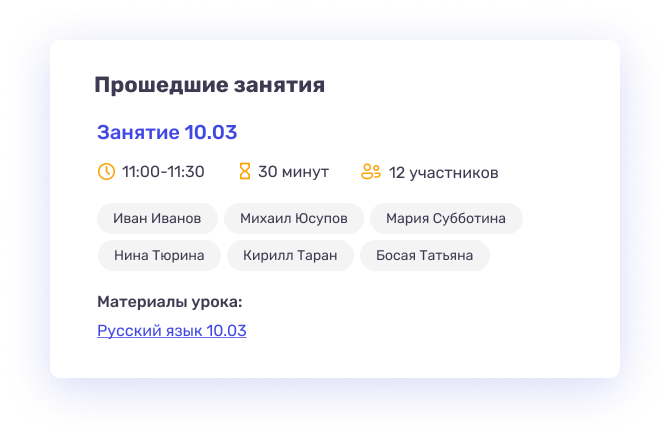 Прошедшие занятия
Занятие 10.03
11:00-11:30 30 минут 12 участников
Иван Иванов Михаил Юсупов Мария Субботина
Нина Тюрина Кирилл Таран Босая Татьяна
Материалы урока:
Русский язык 10.03